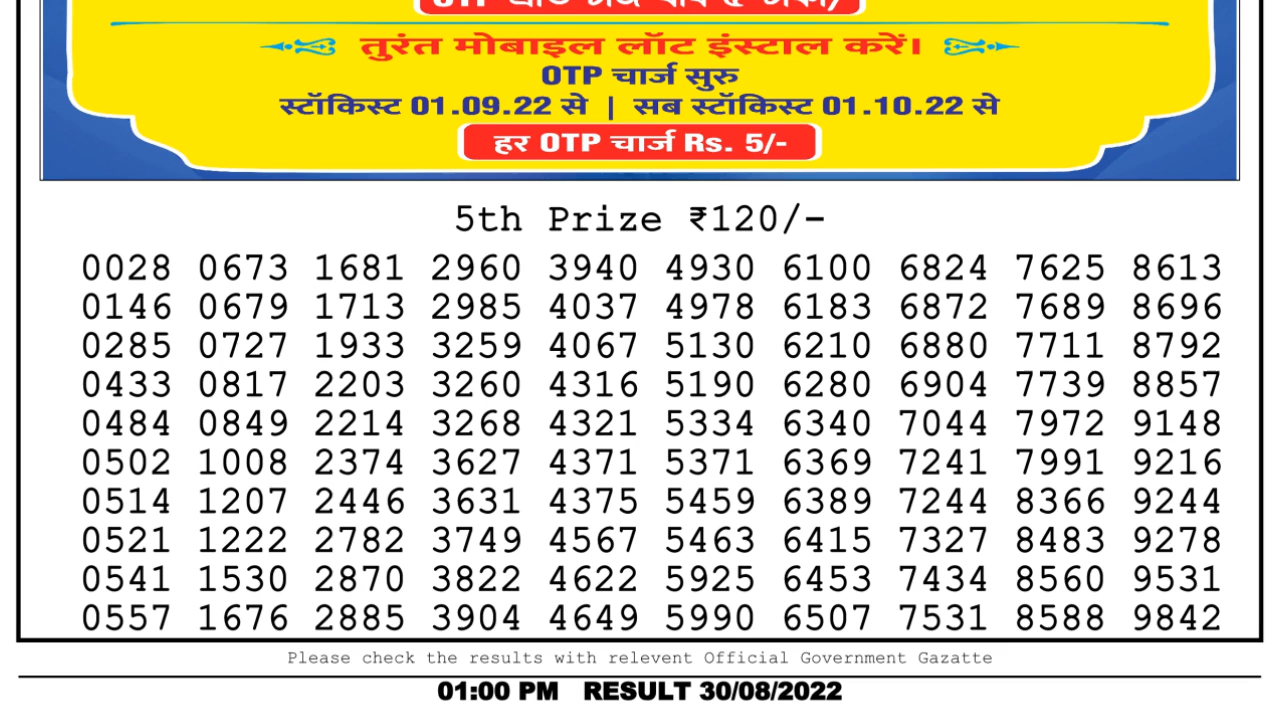 तुरंत मोबाइल लॉट इंस्टाल करें।
OTP चार्ज सुरु
स्टॉकिस्ट 01.09.22 से | सब स्टॉकिस्ट 01.10.22 से
हर OTP चार्ज Rs. 5/-
5th Prize ₹120/-
0028 0673 1681 2960 3940 4930 6100 6824 7625 8613
0146 0679 1713 2985 4037 4978 6183 6872 7689 8696
0285 0727 1933 3259 4067 5130 6210 6880 7711 8792
0433 0817 2203 3260 4316 5190 6280 6904 7739 8857
0484 0849 2214 3268 4321 5334 6340 7044 7972 9148
0502 1008 2374 3627 4371 5371 6369 7241 7991 9216
0514 1207 2446 3631 4375 5459 6389 7244 8366 9244
0521 1222 2782 3749 4567 5463 6415 7327 8483 9278
0541 1530 2870 3822 4622 5925 6453 7434 8560 9531
0557 1676 2885 3904 4649 5990 6507 7531 8588 9842
Please check the results with relevent Official Government Gazatte
01:00 PM RESULT 30/08/2022